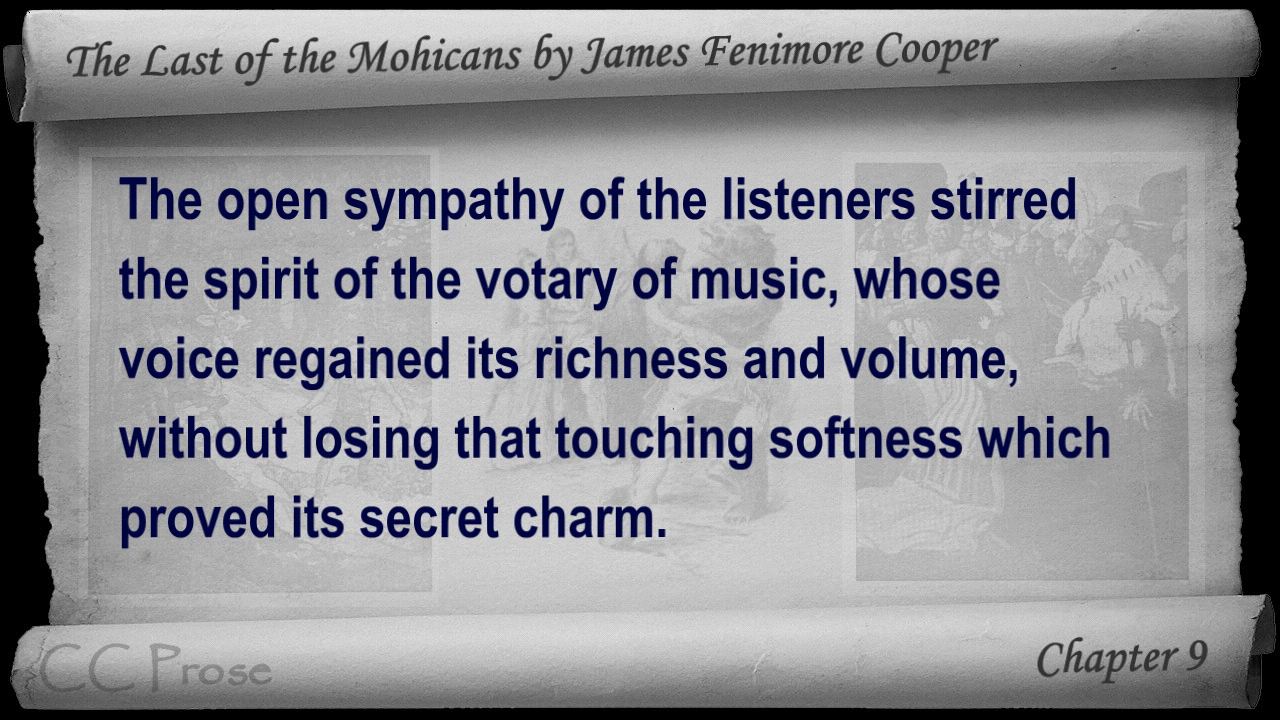 The Last of the Mohicans by James Fenimore Cooper
The open sympathy of the listeners stirred
the spirit of the votary of music, whose
voice regained its richness and volume,
without losing that touching softness which
proved its secret charm.
CC Prose
Chapter 9